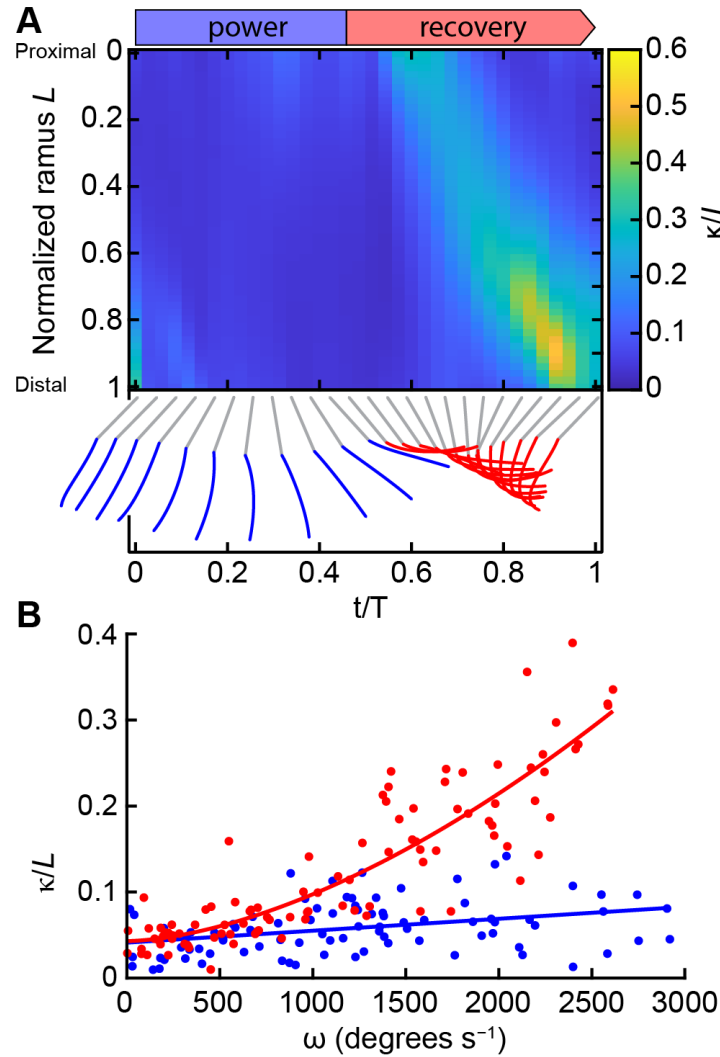 A
power
recovery
Proximal
0
0.2
0.4
0.6
0.8
Distal
1
Normalized ramus L
0.6
0.5
0.4
0.3
0.2
0.1
0
κ/L
0
0.2
0.4
0.6
0.8
1
t/T
B
0.4
0.3
0.2
0.1
0
κ/L
0
500
1000
1500
2000
2500
3000
ω (degrees s⁻¹)